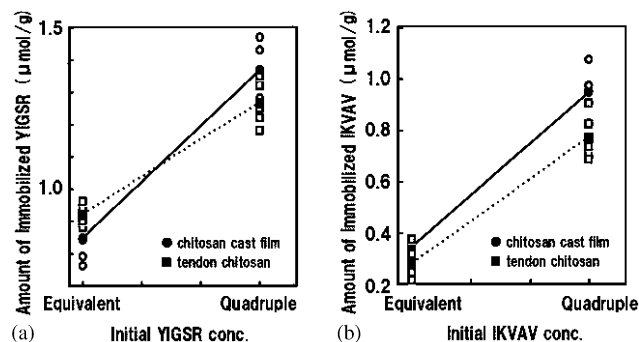 Amount of Immobilized YIGSR (μmol/g)
1.5
1.0
● chitosan cast film
■ tendon chitosan
Equivalent
Quadruple
(a)
Initial YIGSR conc.
Amount of Immobilized IKVAV (μmol/g)
1.2
1.0
0.8
0.6
0.4
0.2
● chitosan cast film
■ tendon chitosan
Equivalent
Quadruple
(b)
Initial IKVAV conc.